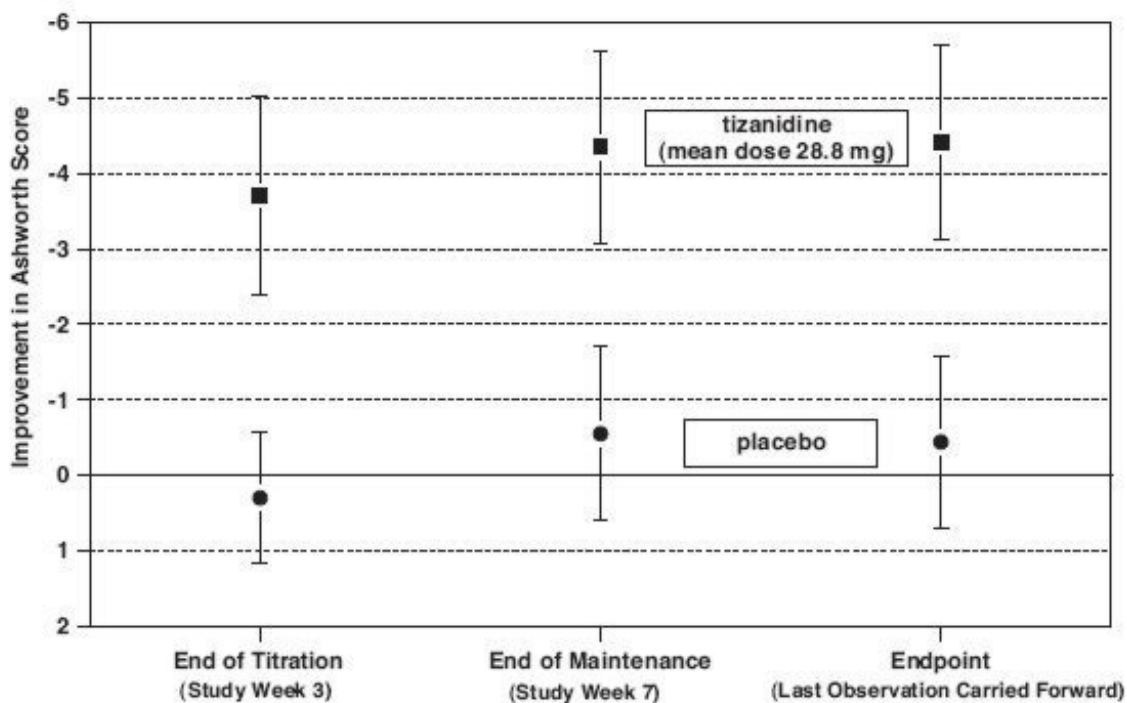 Improvement in Ashworth Score
-6
-5
-4
-3
-2
-1
0
1
2
tizanidine
(mean dose 28.8 mg)
placebo
End of Titration
(Study Week 3)
End of Maintenance
(Study Week 7)
Endpoint
(Last Observation Carried Forward)